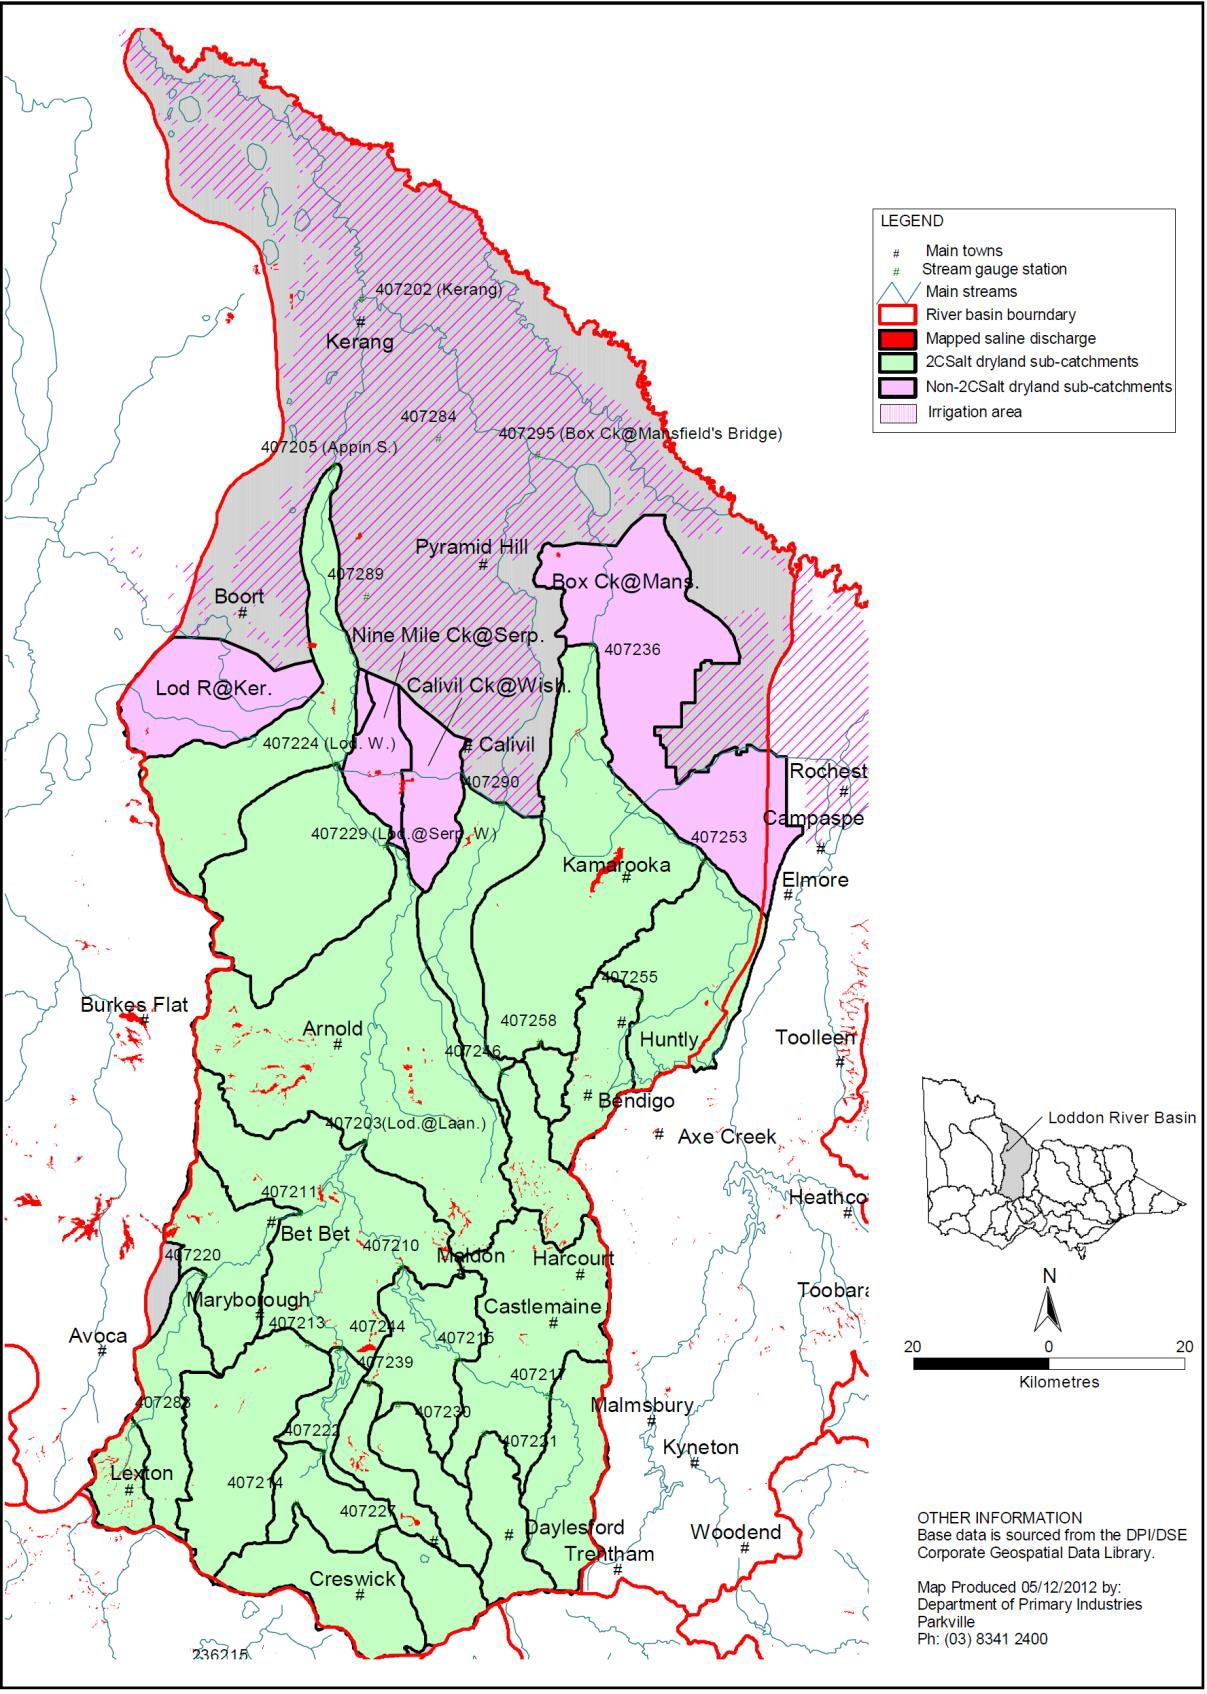 LEGEND
# Main towns
# Stream gauge station
Main streams
River basin boundary
Mapped saline discharge
2CSalt dryland sub-catchments
Non-2CSalt dryland sub-catchments
Irrigation area
407202 (Kerang)
Kerang
407284
407295 (Box Ck@Mansfield's Bridge)
407205 (Appin S.)
Pyramid Hill
407289
Box Ck@Mans.
Boort
Nine Mile Ck@Serp.
407236
Lod R@Ker.
Calivil Ck@Wish.
407224 (Lod. W.)
Calivil
407290
Rochest
Campaspe
407229 (Lod.@Serp. W)
407253
Kamarooka
Elmore
407255
Burkes Flat
Arnold
407258
Huntly
Toolleen
407246
Bendigo
407203(Lod.@Laan.)
Axe Creek
Loddon River Basin
407211
Heathco
Bet Bet
407210
407220
Maldon
Harcourt
Toobara
Maryborough
Castlemaine
407213
407244
407215
Avoca
407239
407217
407283
407230
Malmsbury
407222
407221
Kyneton
Lexton
407214
407227
Daylesford
Woodend
Trentham
Creswick
236215
N
20 0 20
Kilometres
OTHER INFORMATION
Base data is sourced from the DPI/DSE
Corporate Geospatial Data Library.
Map Produced 05/12/2012 by:
Department of Primary Industries
Parkville
Ph: (03) 8341 2400